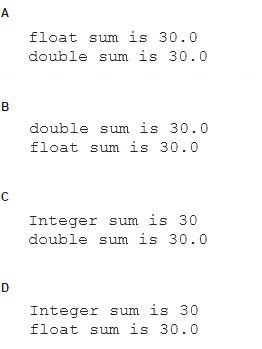 A
float sum is 30.0
double sum is 30.0
B
double sum is 30.0
float sum is 30.0
C
Integer sum is 30
double sum is 30.0
D
Integer sum is 30
float sum is 30.0